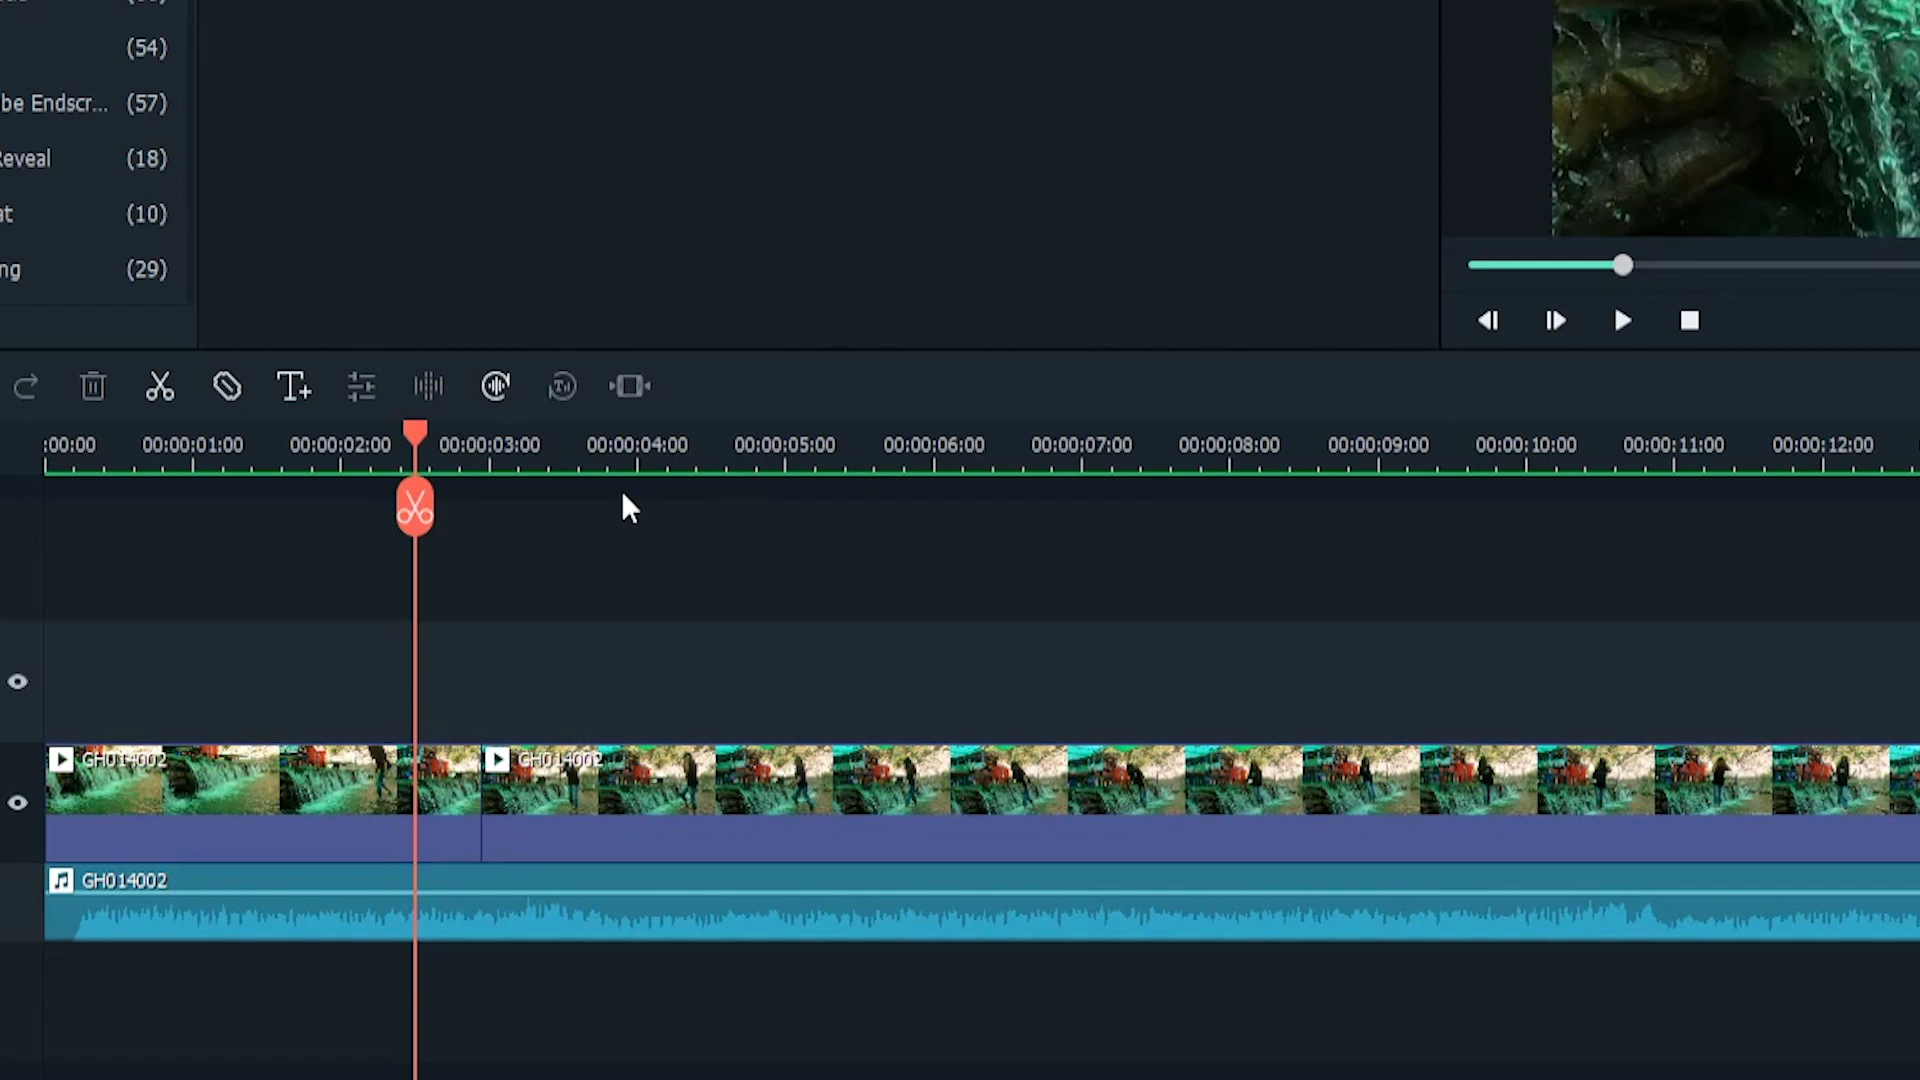 (54)
be Endscr... (57)
Reveal (18)
at (10)
ng (29)
:00:00 00:00:01:00 00:00:02:00 00:00:03:00 00:00:04:00 00:00:05:00 00:00:06:00 00:00:07:00 00:00:08:00 00:00:09:00 00:00:10:00 00:00:11:00 00:00:12:00
GH014002 GH014002
GH014002